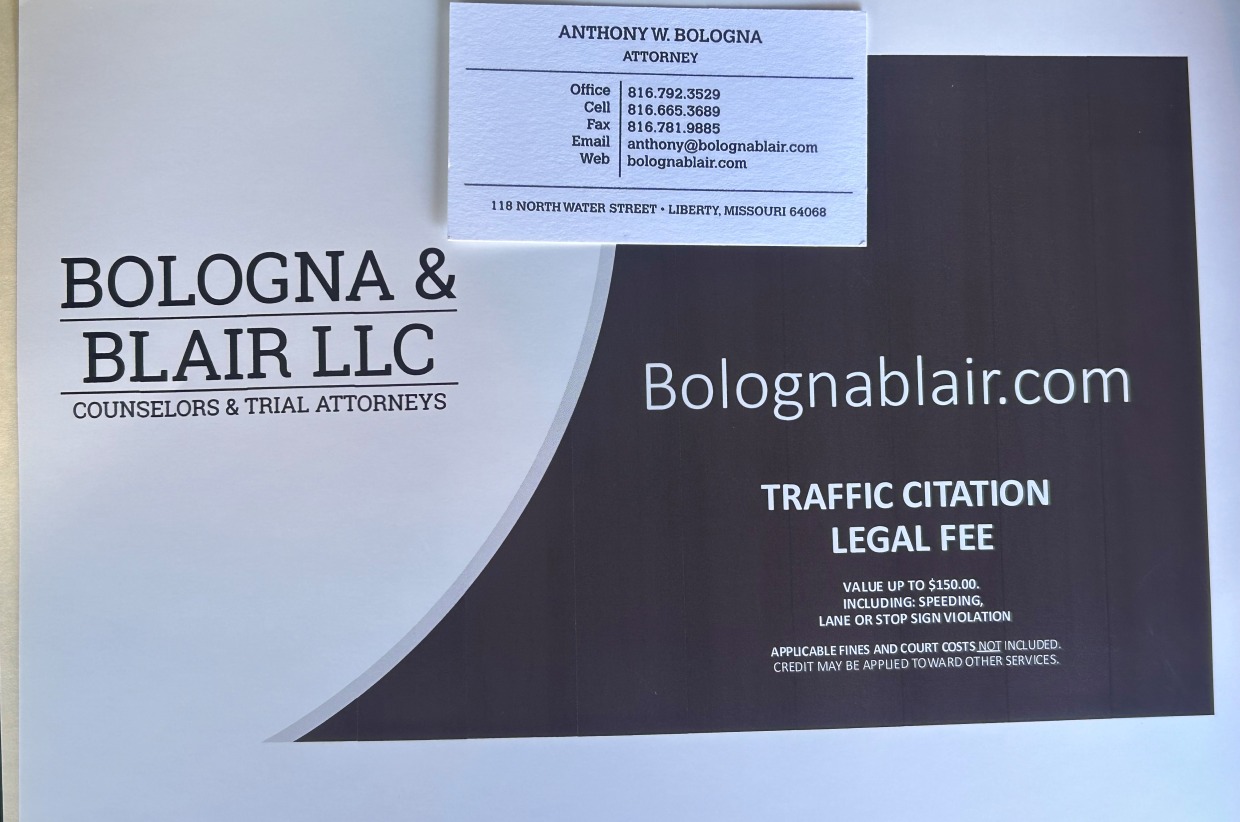 ANTHONY W. BOLOGNA
ATTORNEY
Office 816.792.3529
Cell 816.665.3689
Fax 816.781.9885
Email anthony@bolognablair.com
Web bolognablair.com
118 NORTH WATER STREET • LIBERTY, MISSOURI 64068
BOLOGNA &
BLAIR LLC
COUNSELORS & TRIAL ATTORNEYS
Bolognablair.com
TRAFFIC CITATION
LEGAL FEE
VALUE UP TO $150.00.
INCLUDING: SPEEDING,
LANE OR STOP SIGN VIOLATION
APPLICABLE FINES AND COURT COSTS NOT INCLUDED.
CREDIT MAY BE APPLIED TOWARD OTHER SERVICES.